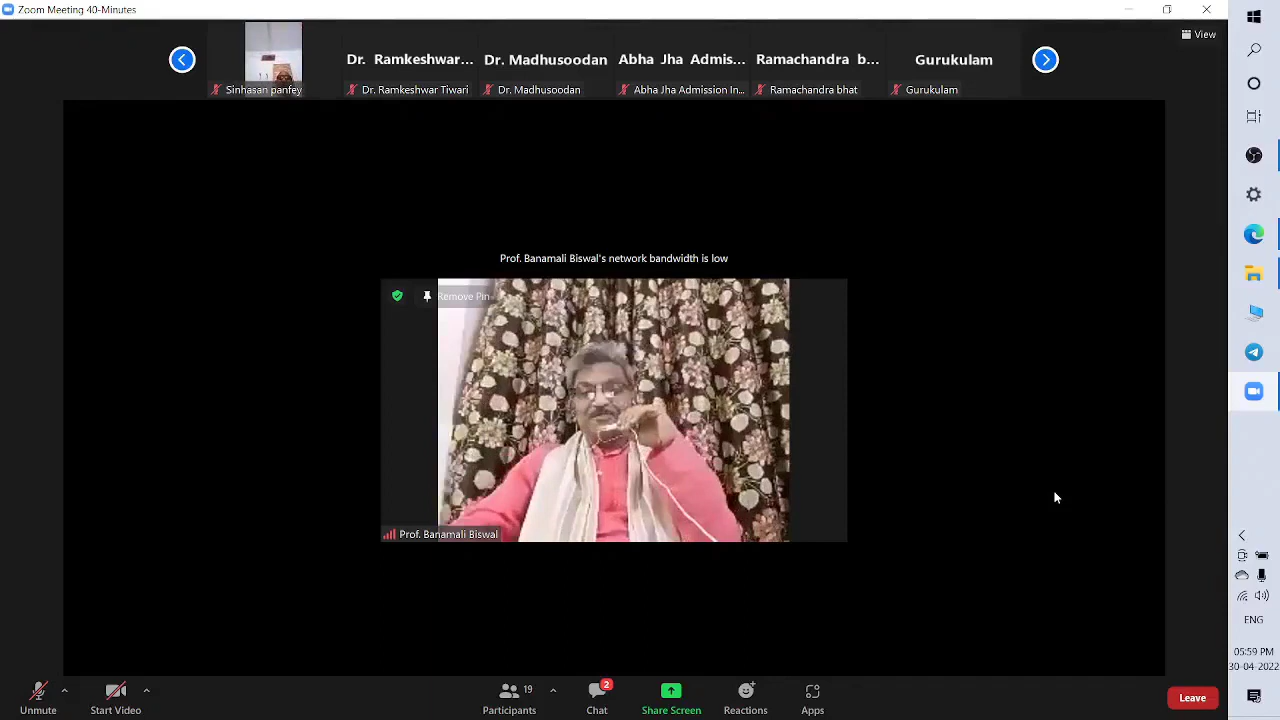 Zoom Meeting 40-Minutes
View
Dr. Ramkeshwar...
Dr. Madhusoodan
Abha Jha Admis...
Ramachandra b...
Gurukulam
Sinhasan panfey
Dr. Ramkeshwar Tiwari
Dr. Madhusoodan
Abha Jha Admission In...
Ramachandra bhat
Gurukulam
Prof. Banamali Biswal's network bandwidth is low
Remove Pin
Prof. Banamali Biswal
ENG
05:59 PM
30-04-2022
19
2
Unmute
Start Video
Participants
Chat
Share Screen
Reactions
Apps
Leave